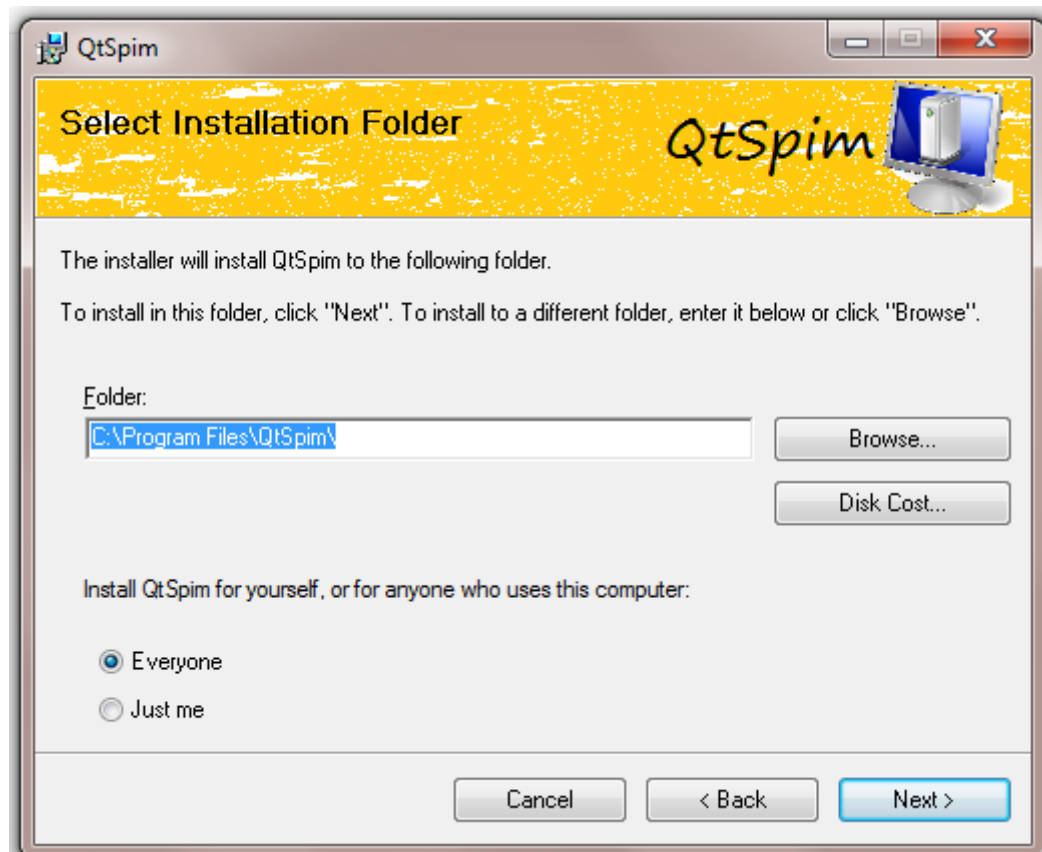 QtSpim
Select Installation Folder
QtSpim
The installer will install QtSpim to the following folder.
To install in this folder, click "Next". To install to a different folder, enter it below or click "Browse".
Folder:
C:\Program Files\QtSpim\
Browse...
Disk Cost...
Install QtSpim for yourself, or for anyone who uses this computer:
Everyone
Just me
Cancel
< Back
Next >